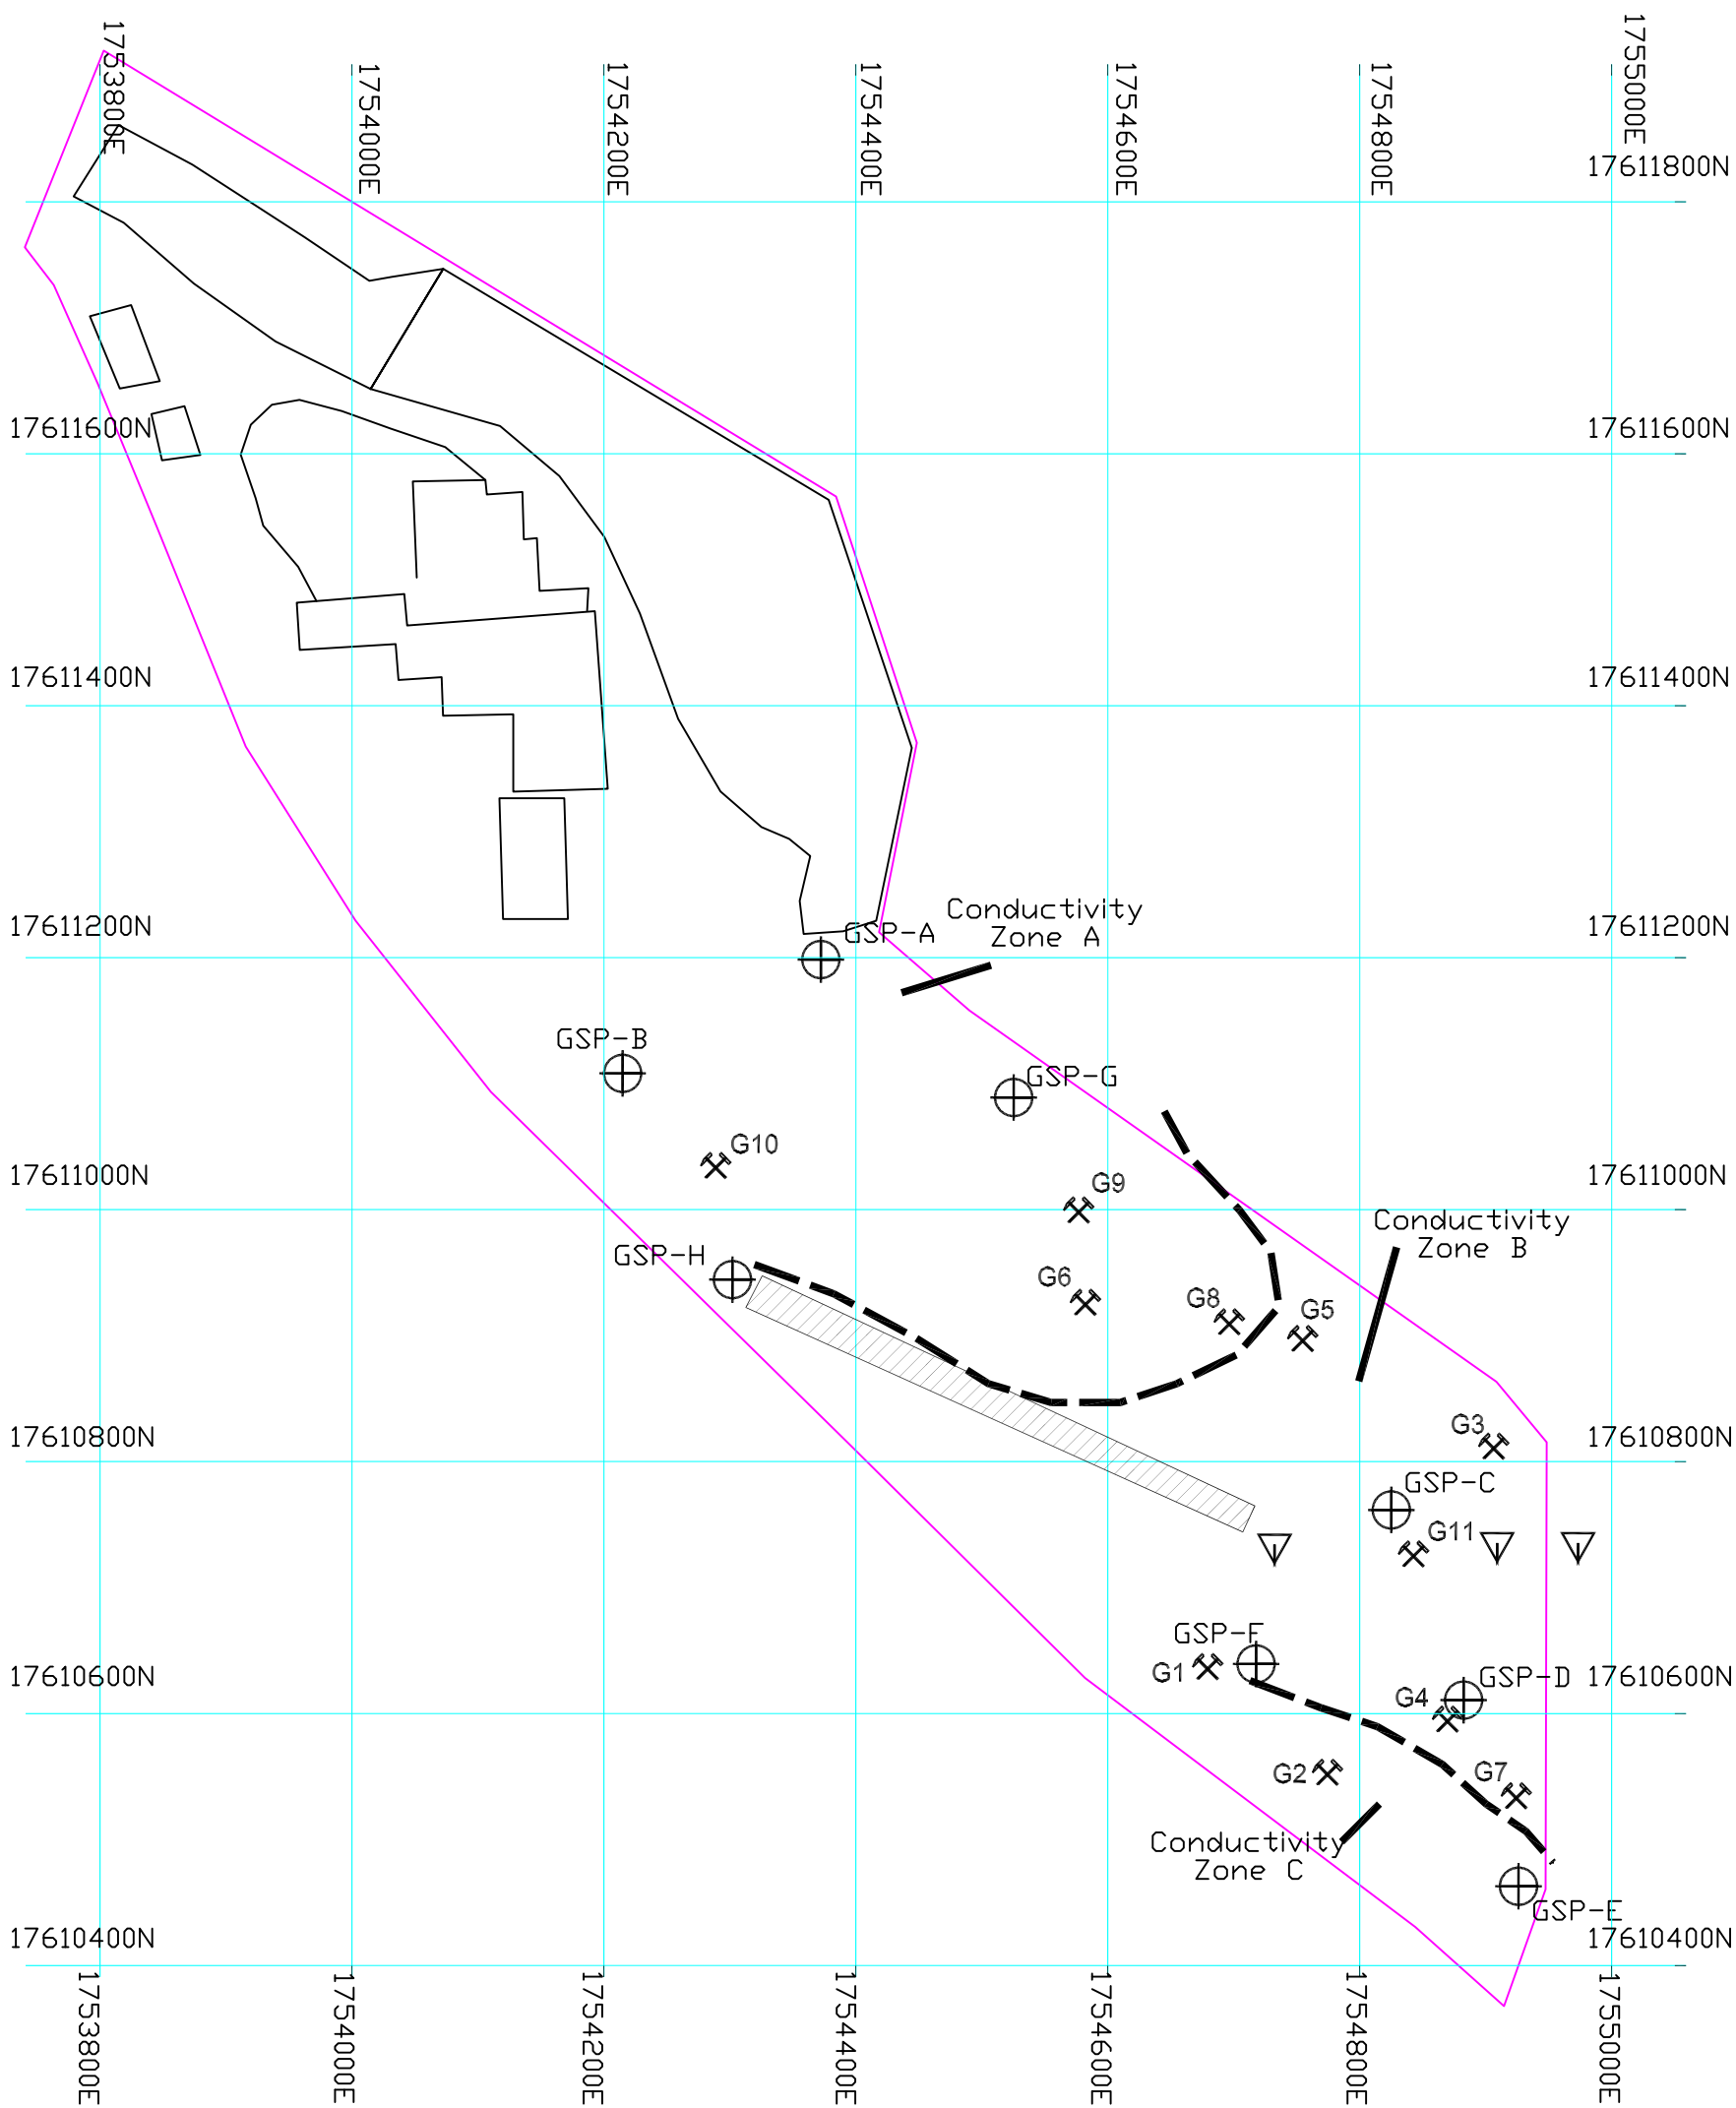 1753800E
1754000E
1754200E
1754400E
1754600E
1754800E
1755000E
17611800N
17611600N
17611600N
17611400N
17611400N
17611200N
17611200N
GSP-A
Conductivity
Zone A
GSP-B
GSP-G
G10
17611000N
17611000N
G9
GSP-H
Conductivity
Zone B
G6
G8
G5
17610800N
17610800N
G3
GSP-C
G11
GSP-F
G1
17610600N
17610600N
GSP-D
G4
G2
G7
Conductivity
Zone C
GSP-E
17610400N
17610400N
1753800E
1754000E
1754200E
1754400E
1754600E
1754800E
1755000E